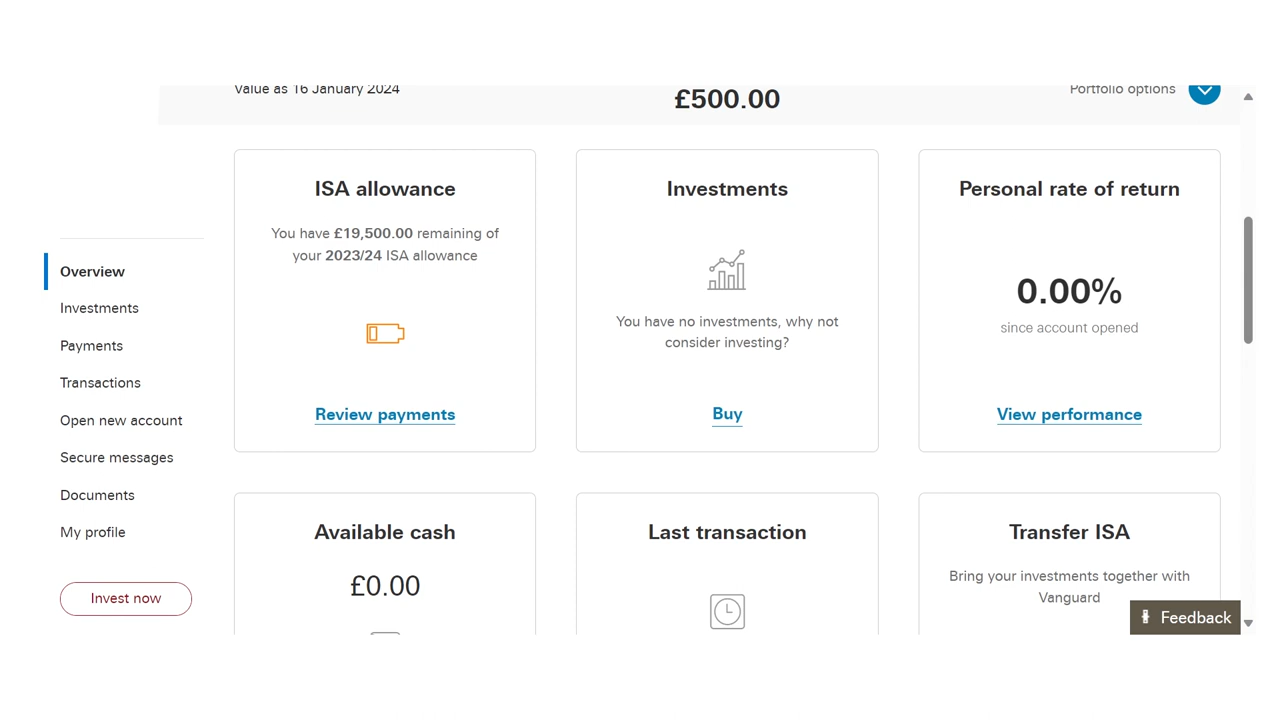 Value as 16 January 2024
£500.00
Portfolio options
Overview
Investments
Payments
Transactions
Open new account
Secure messages
Documents
My profile
Invest now
ISA allowance
You have £19,500.00 remaining of
your 2023/24 ISA allowance
Review payments
Investments
You have no investments, why not
consider investing?
Buy
Personal rate of return
0.00%
since account opened
View performance
Available cash
£0.00
Last transaction
Transfer ISA
Bring your investments together with
Vanguard
Feedback